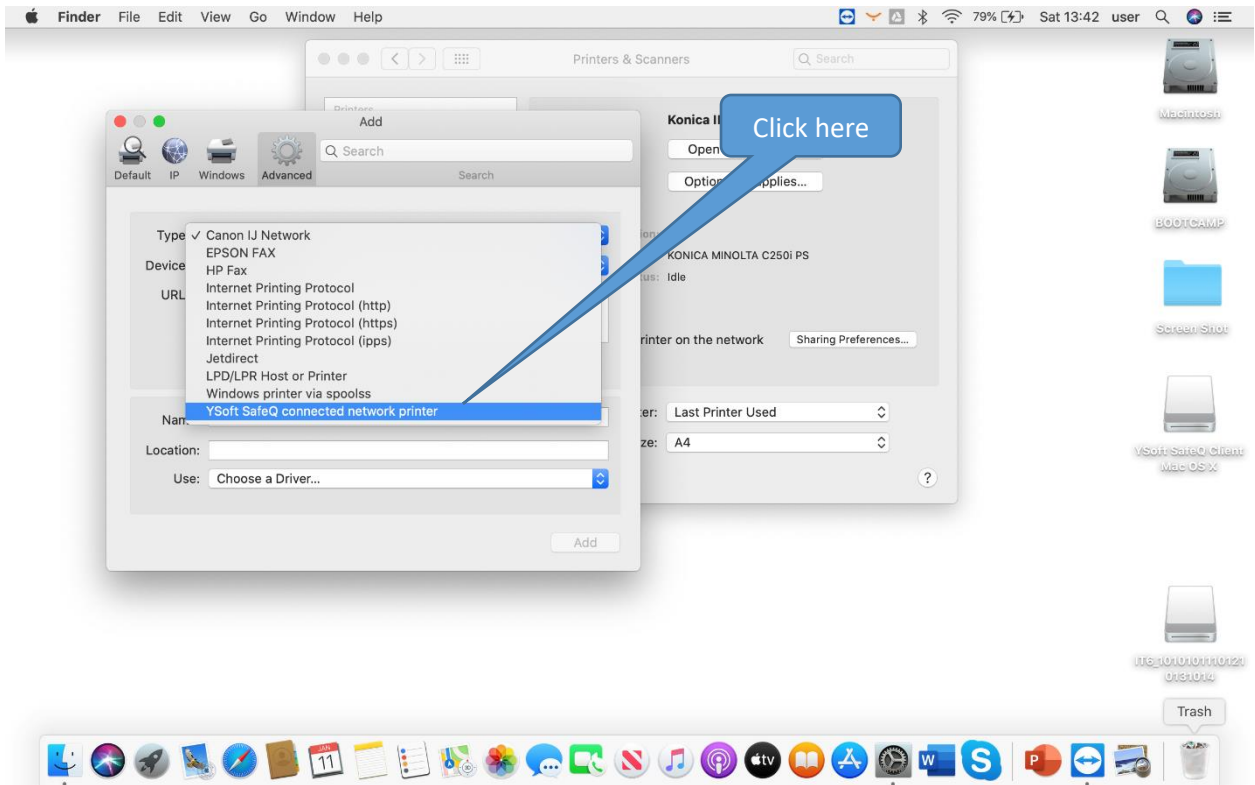 Finder File Edit View Go Window Help 79% Sat 13:42 user
Printers & Scanners Search
Printers
Add
Search
Default IP Windows Advanced Search
Konica
Click here
Open
Type ✓ Canon IJ Network
EPSON FAX
Device
HP Fax
Internet Printing Protocol
URL
Internet Printing Protocol (http)
Internet Printing Protocol (https)
Internet Printing Protocol (ipps)
Jetdirect
LPD/LPR Host or Printer
Windows printer via spoolss
YSoft SafeQ connected network printer
Location:
Use: Choose a Driver...
Add
KONICA MINOLTA C250i PS
Idle
on the network Sharing Preferences...
Last Printer Used
A4
?
Macintosh
BOOTCAMP
Screen Shot
YSoft SafeQ Client
Mac OS X
Trash
JAN
11
tv
W
S
P